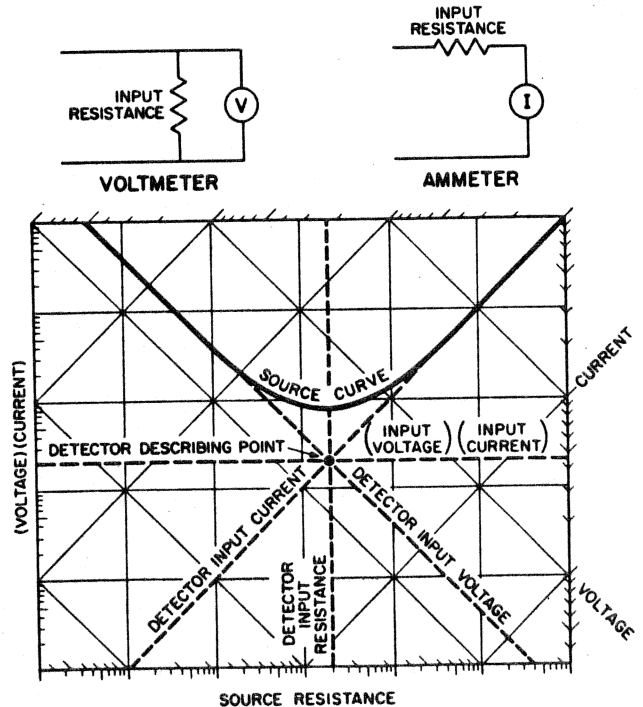 INPUT
RESISTANCE
V
VOLTMETER
INPUT
RESISTANCE
I
AMMETER
(VOLTAGE)(CURRENT)
SOURCE CURVE
CURRENT
DETECTOR DESCRIBING POINT
(INPUT VOLTAGE) (INPUT CURRENT)
DETECTOR INPUT CURRENT
DETECTOR
INPUT
RESISTANCE
DETECTOR INPUT VOLTAGE
VOLTAGE
SOURCE RESISTANCE